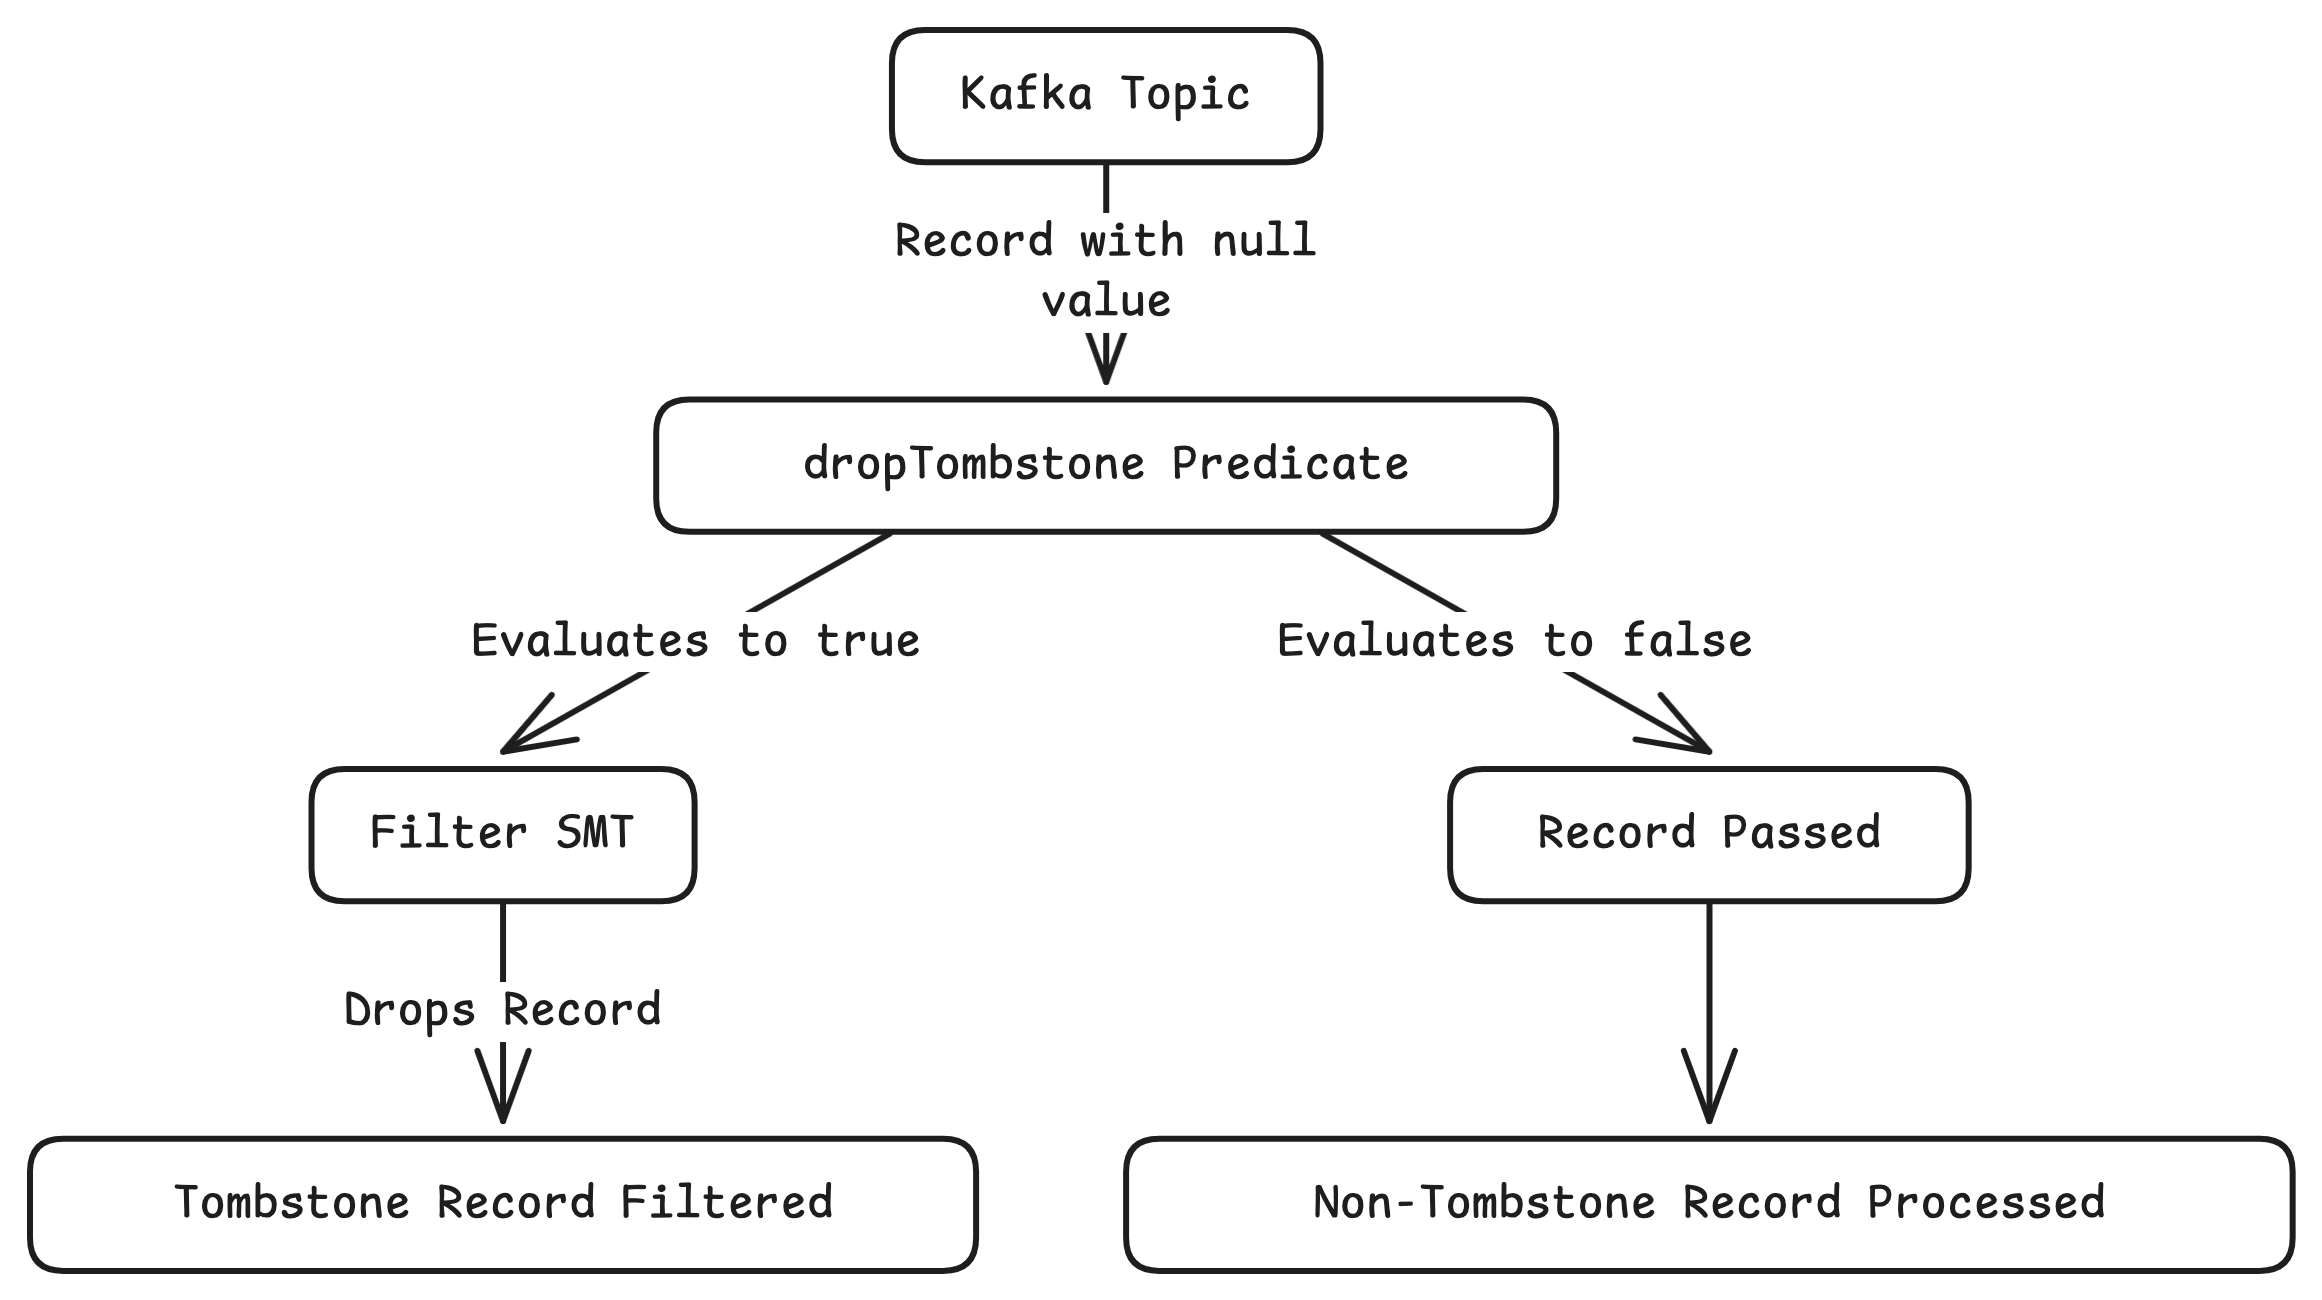 Kafka Topic
Record with null
value
dropTombstone Predicate
Evaluates to true
Evaluates to false
Filter SMT
Record Passed
Drops Record
Tombstone Record Filtered
Non-Tombstone Record Processed